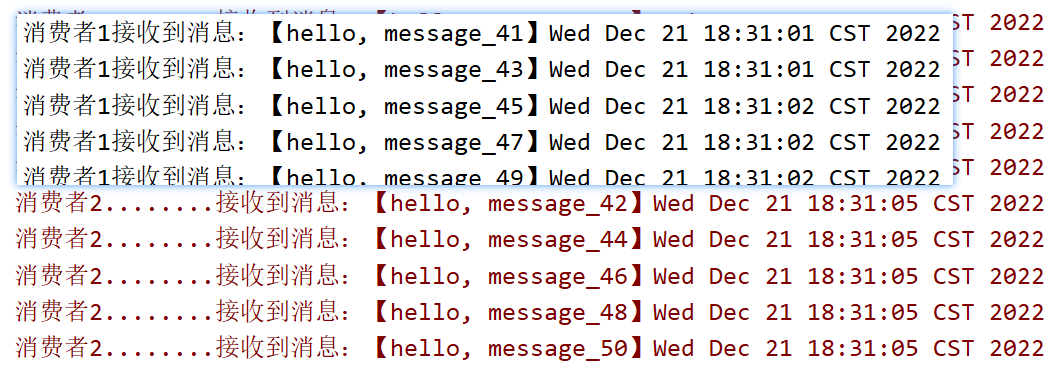 消费者1接收到消息：【hello, message_41】Wed Dec 21 18:31:01 CST 2022
消费者1接收到消息：【hello, message_43】Wed Dec 21 18:31:01 CST 2022
消费者1接收到消息：【hello, message_45】Wed Dec 21 18:31:02 CST 2022
消费者1接收到消息：【hello, message_47】Wed Dec 21 18:31:02 CST 2022
消费者1接收到消息：【hello, message_49】Wed Dec 21 18:31:02 CST 2022
ST 2022
ST 2022
ST 2022
ST 2022
ST 2022
消费者2........接收到消息：【hello, message_42】Wed Dec 21 18:31:05 CST 2022
消费者2........接收到消息：【hello, message_44】Wed Dec 21 18:31:05 CST 2022
消费者2........接收到消息：【hello, message_46】Wed Dec 21 18:31:05 CST 2022
消费者2........接收到消息：【hello, message_48】Wed Dec 21 18:31:05 CST 2022
消费者2........接收到消息：【hello, message_50】Wed Dec 21 18:31:05 CST 2022